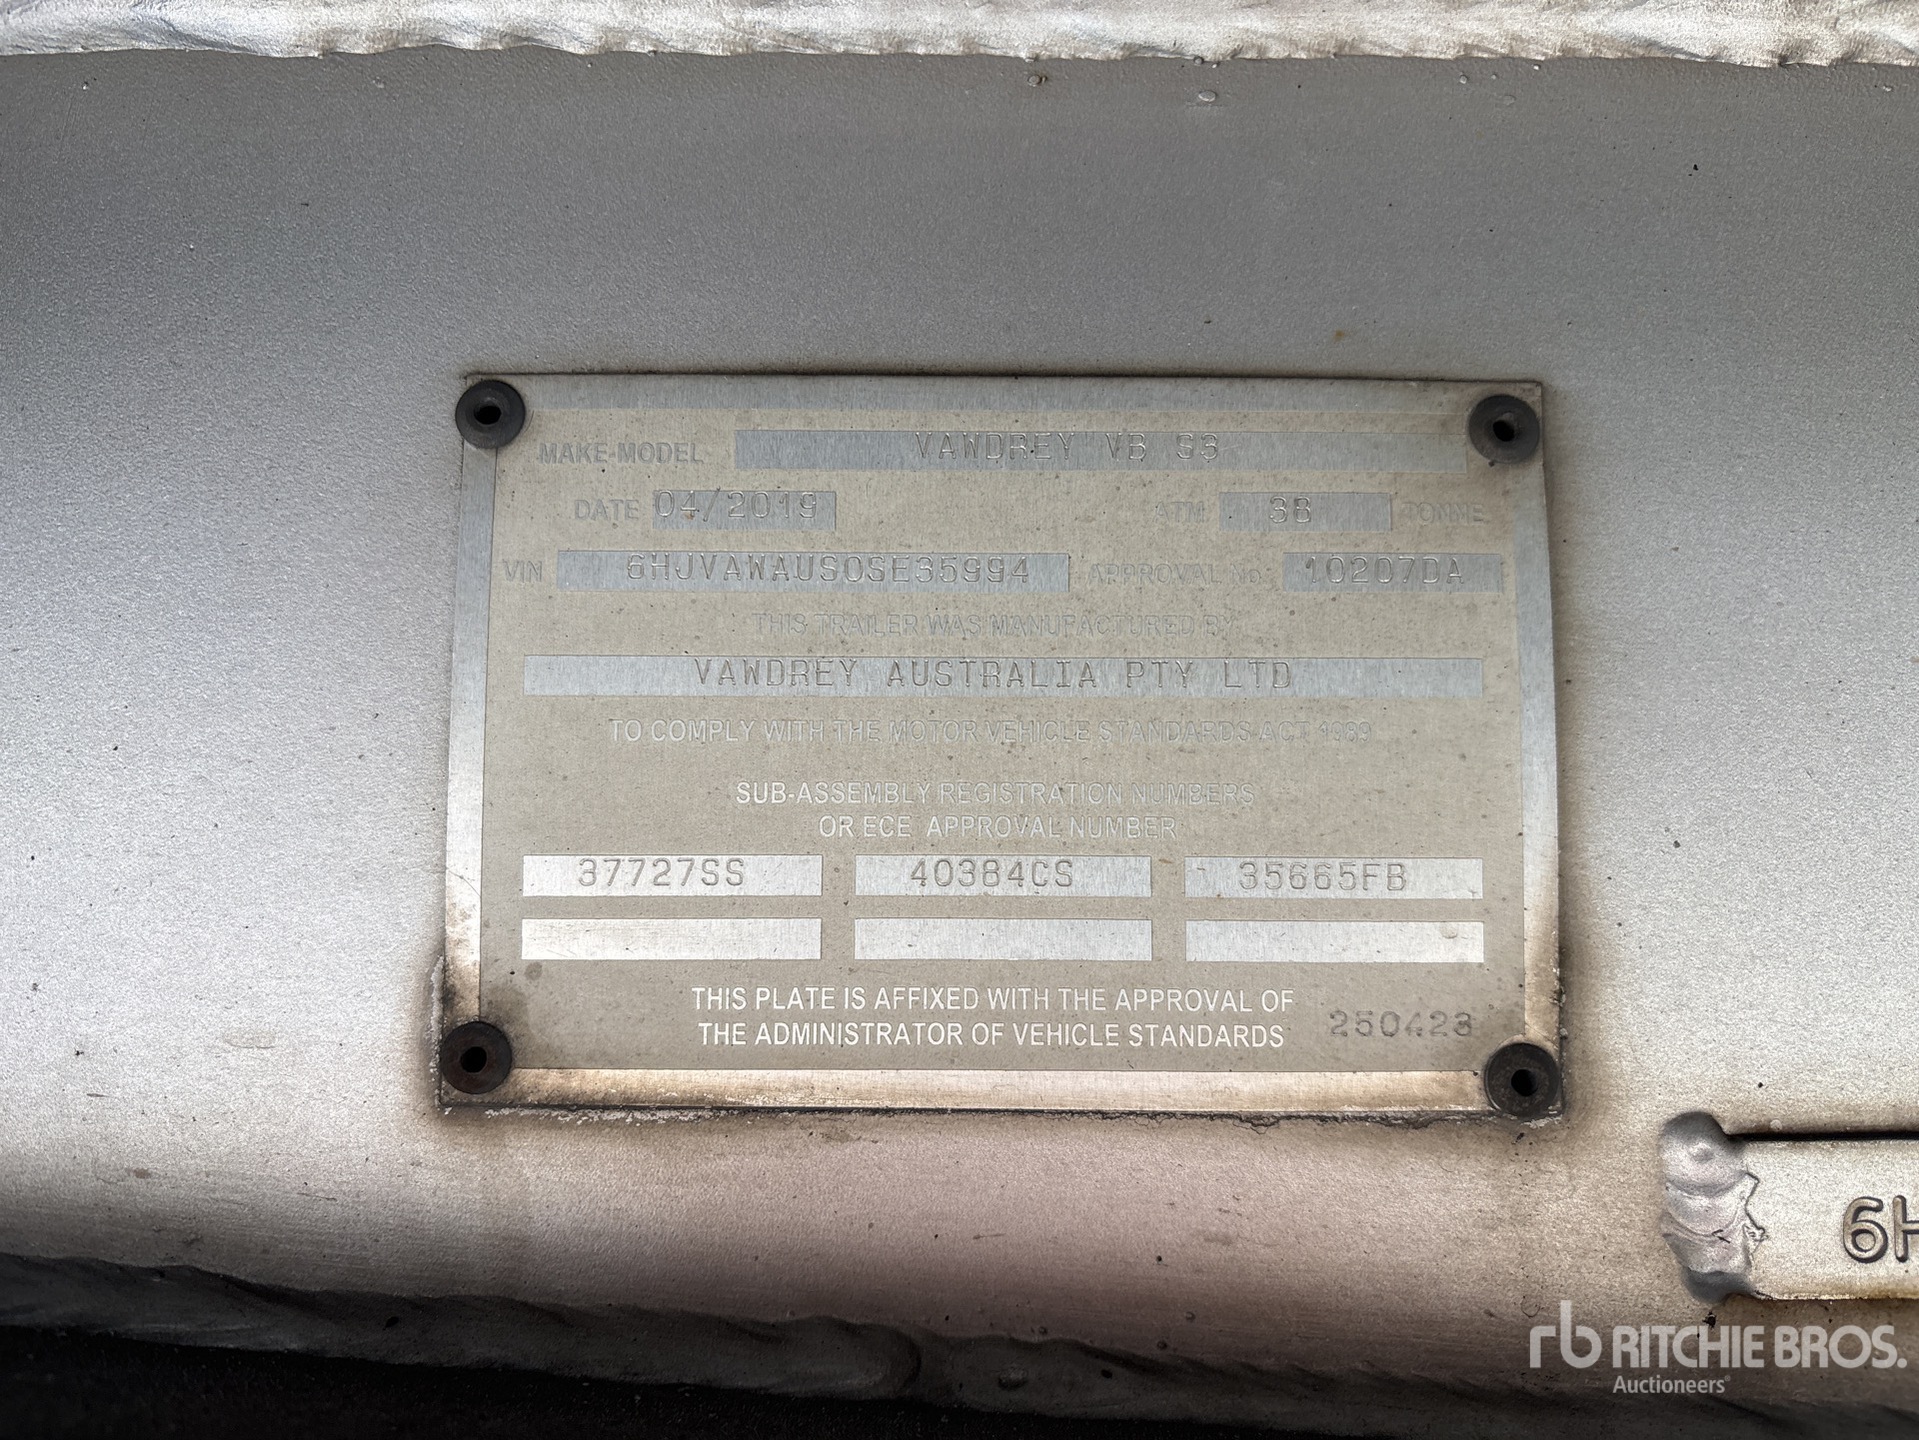 MAKE-MODEL VAWDREY VB S3
DATE 04/2019 ATM 38 TONNE
VIN 6HJVAWAUS0SE35994 APPROVAL No. 10207DA
THIS TRAILER WAS MANUFACTURED BY
VAWDREY AUSTRALIA PTY LTD
TO COMPLY WITH THE MOTOR VEHICLE STANDARDS ACT 1989
SUB-ASSEMBLY REGISTRATION NUMBERS
OR ECE APPROVAL NUMBER
37727SS 40384CS 35665FB
THIS PLATE IS AFFIXED WITH THE APPROVAL OF
THE ADMINISTRATOR OF VEHICLE STANDARDS 250423
6H
rb RITCHIE BROS.
Auctioneers